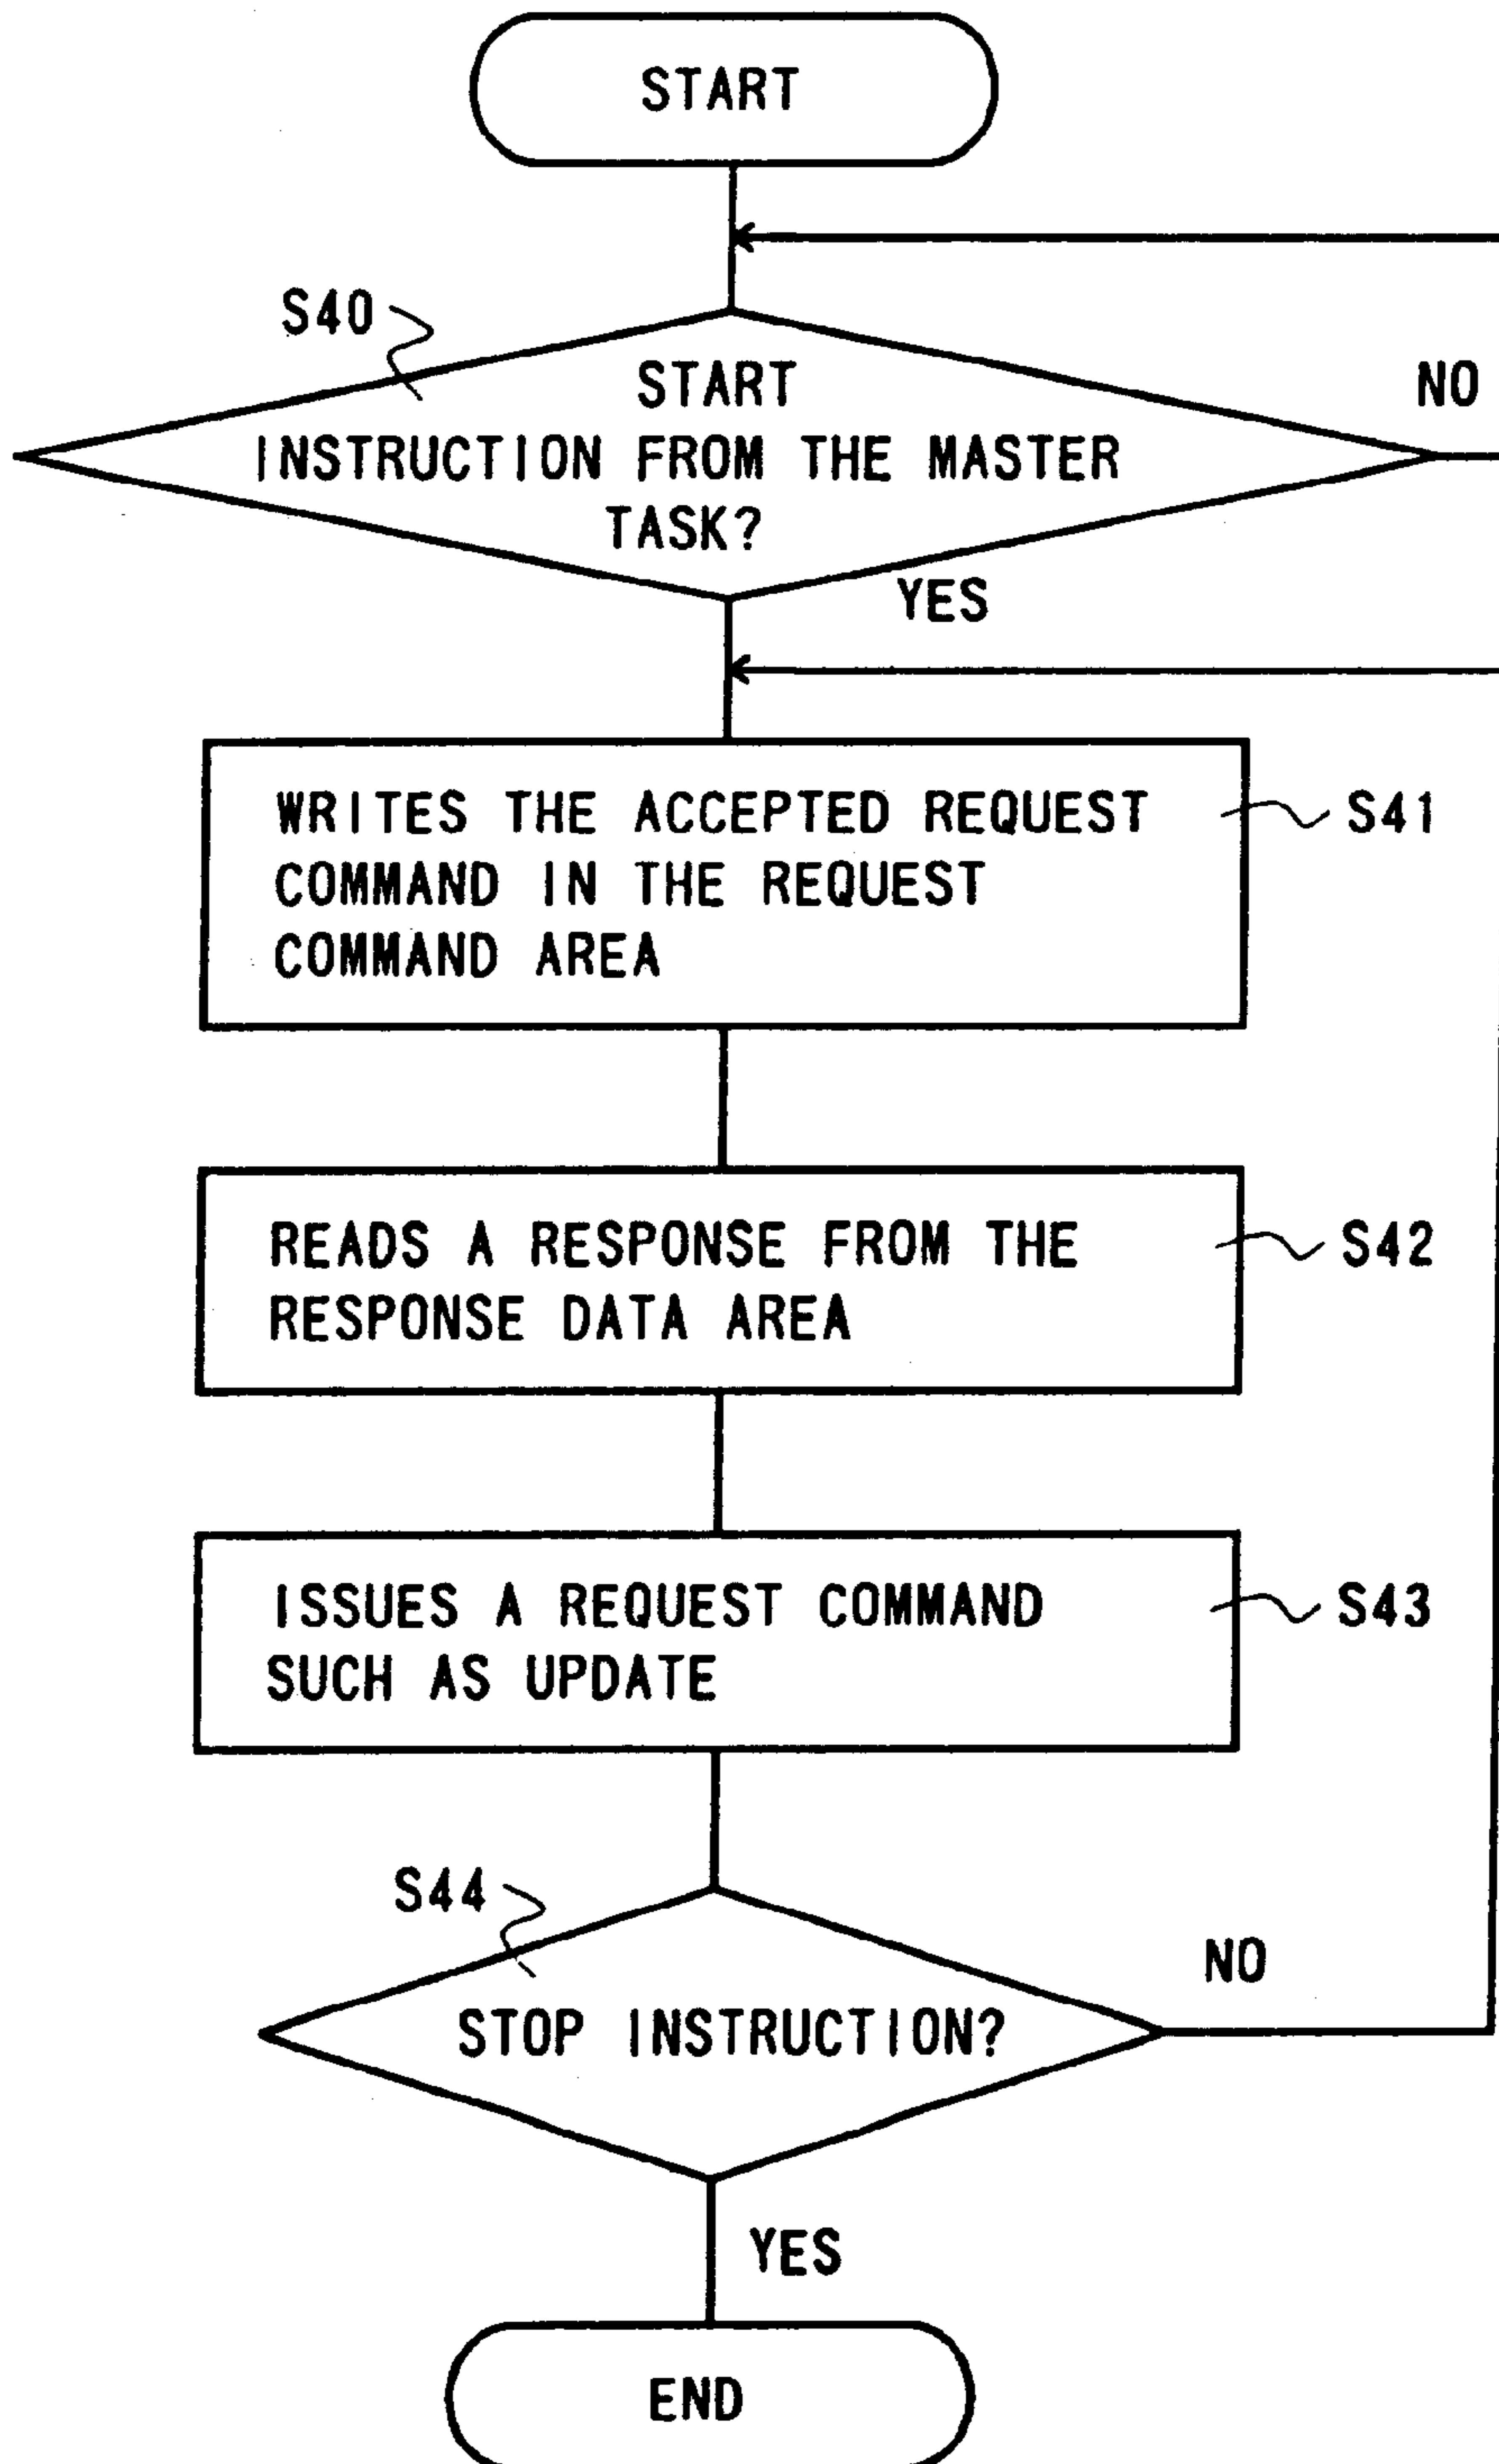 START
S40
START
NO
INSTRUCTION FROM THE MASTER
TASK?
YES
WRITES THE ACCEPTED REQUEST
S41
COMMAND IN THE REQUEST
COMMAND AREA
READS A RESPONSE FROM THE
S42
RESPONSE DATA AREA
ISSUES A REQUEST COMMAND
S43
SUCH AS UPDATE
S44
NO
STOP INSTRUCTION?
YES
END